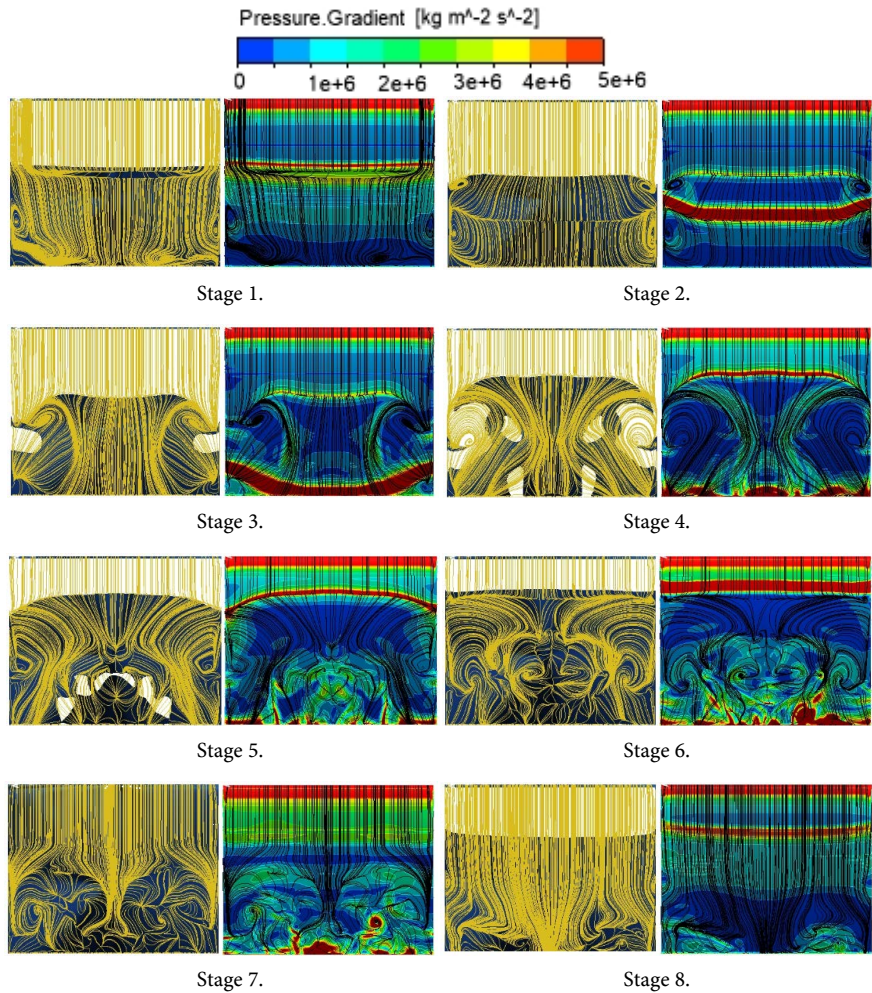 Pressure.Gradient [kg m^-2 s^-2]
0 1e+6 2e+6 3e+6 4e+6 5e+6
Stage 1. Stage 2.
Stage 3. Stage 4.
Stage 5. Stage 6.
Stage 7. Stage 8.